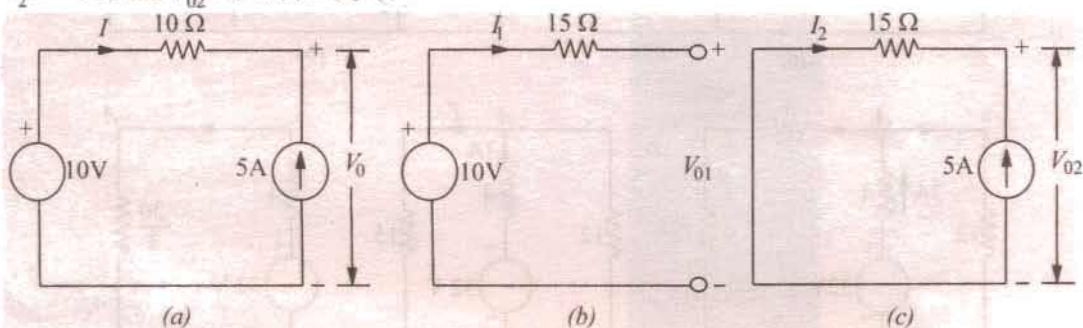 I 10 Ω + I₁ 15 Ω + I₂ 15 Ω +
+ 10V 5A V₀ + 10V V₀₁ 5A V₀₂
− − −
(a) (b) (c)